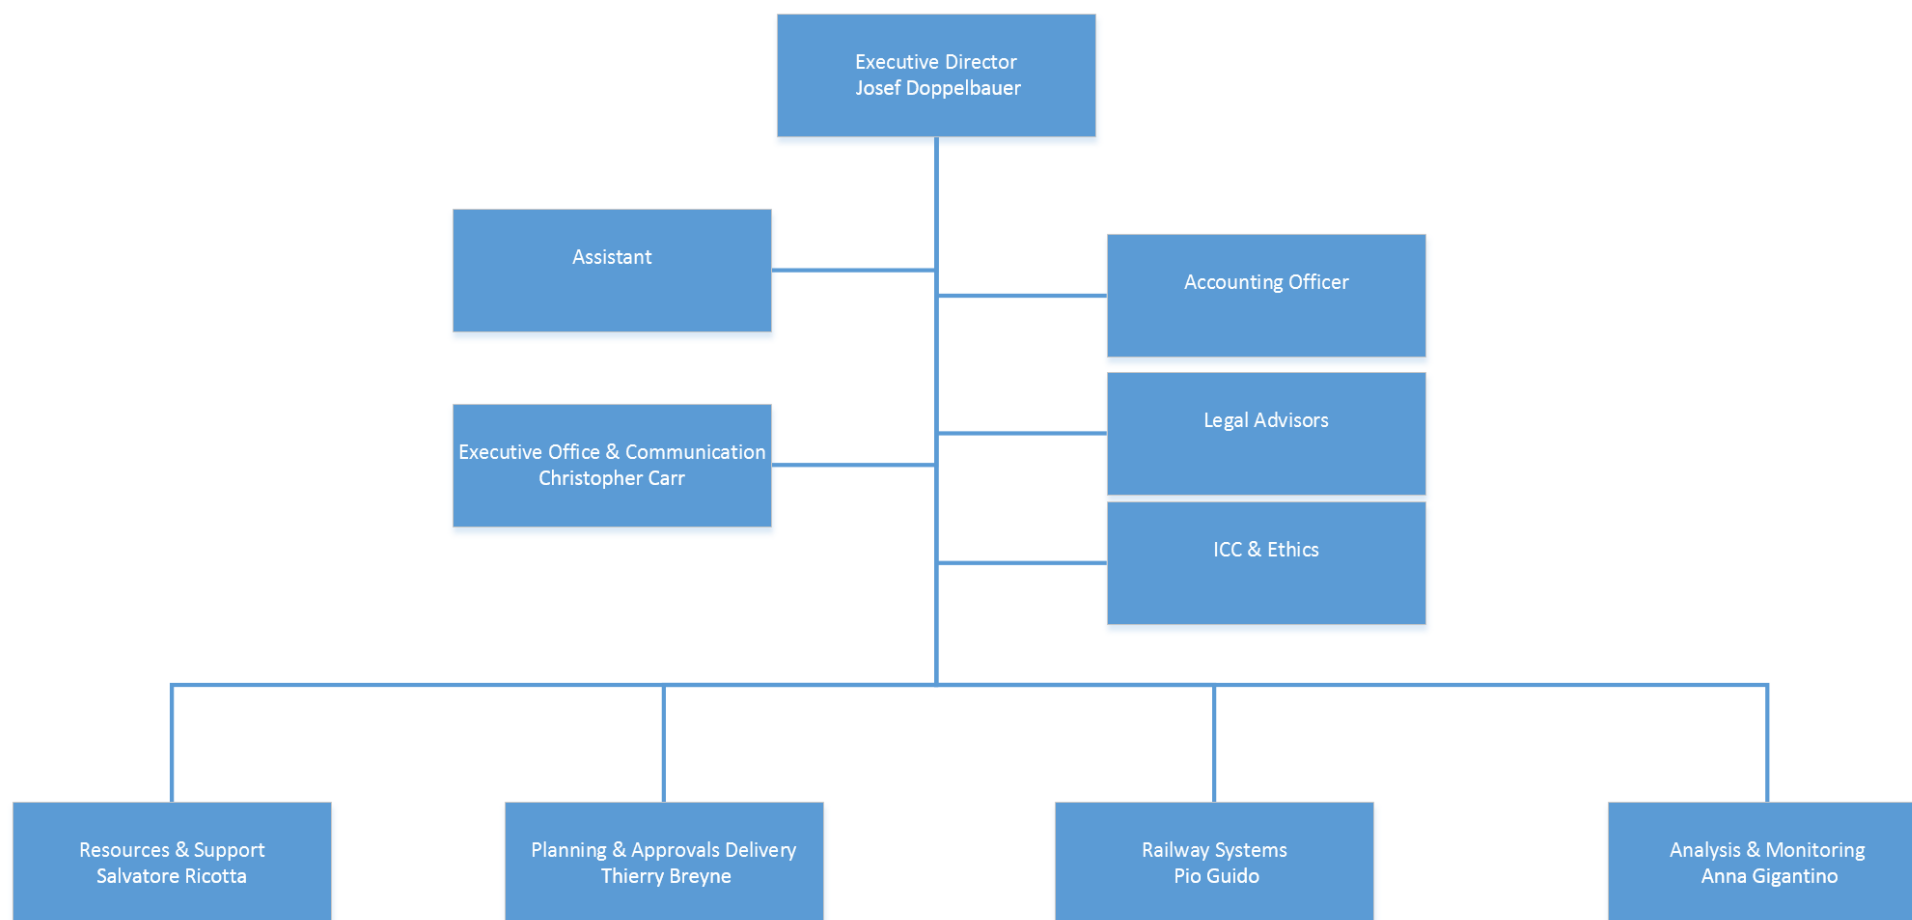 Executive Director
Josef Doppelbauer
Assistant
Accounting Officer
Legal Advisors
Executive Office & Communication
Christopher Carr
ICC & Ethics
Resources & Support
Salvatore Ricotta
Planning & Approvals Delivery
Thierry Breyne
Railway Systems
Pio Guido
Analysis & Monitoring
Anna Gigantino